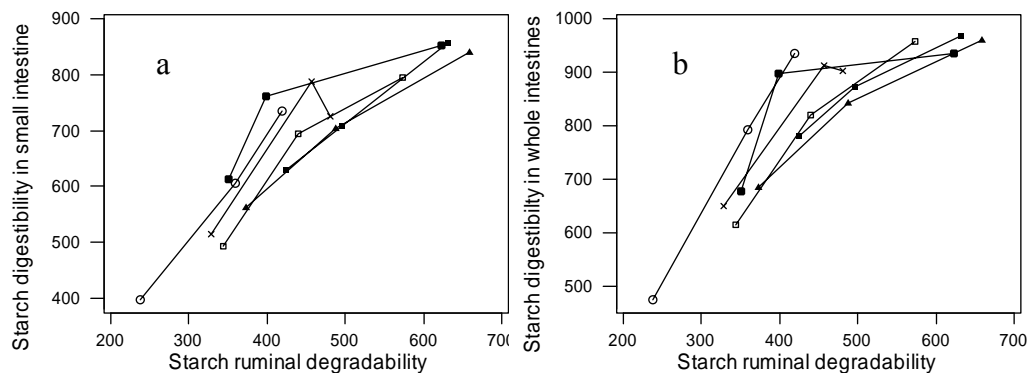 Starch digestibility in small intestine
900
800
700
600
500
400
a
200 300 400 500 600 700
Starch ruminal degradability
Starch digestibilty in whole intestines
1000
900
800
700
600
500
b
200 300 400 500 600 700
Starch ruminal degradability